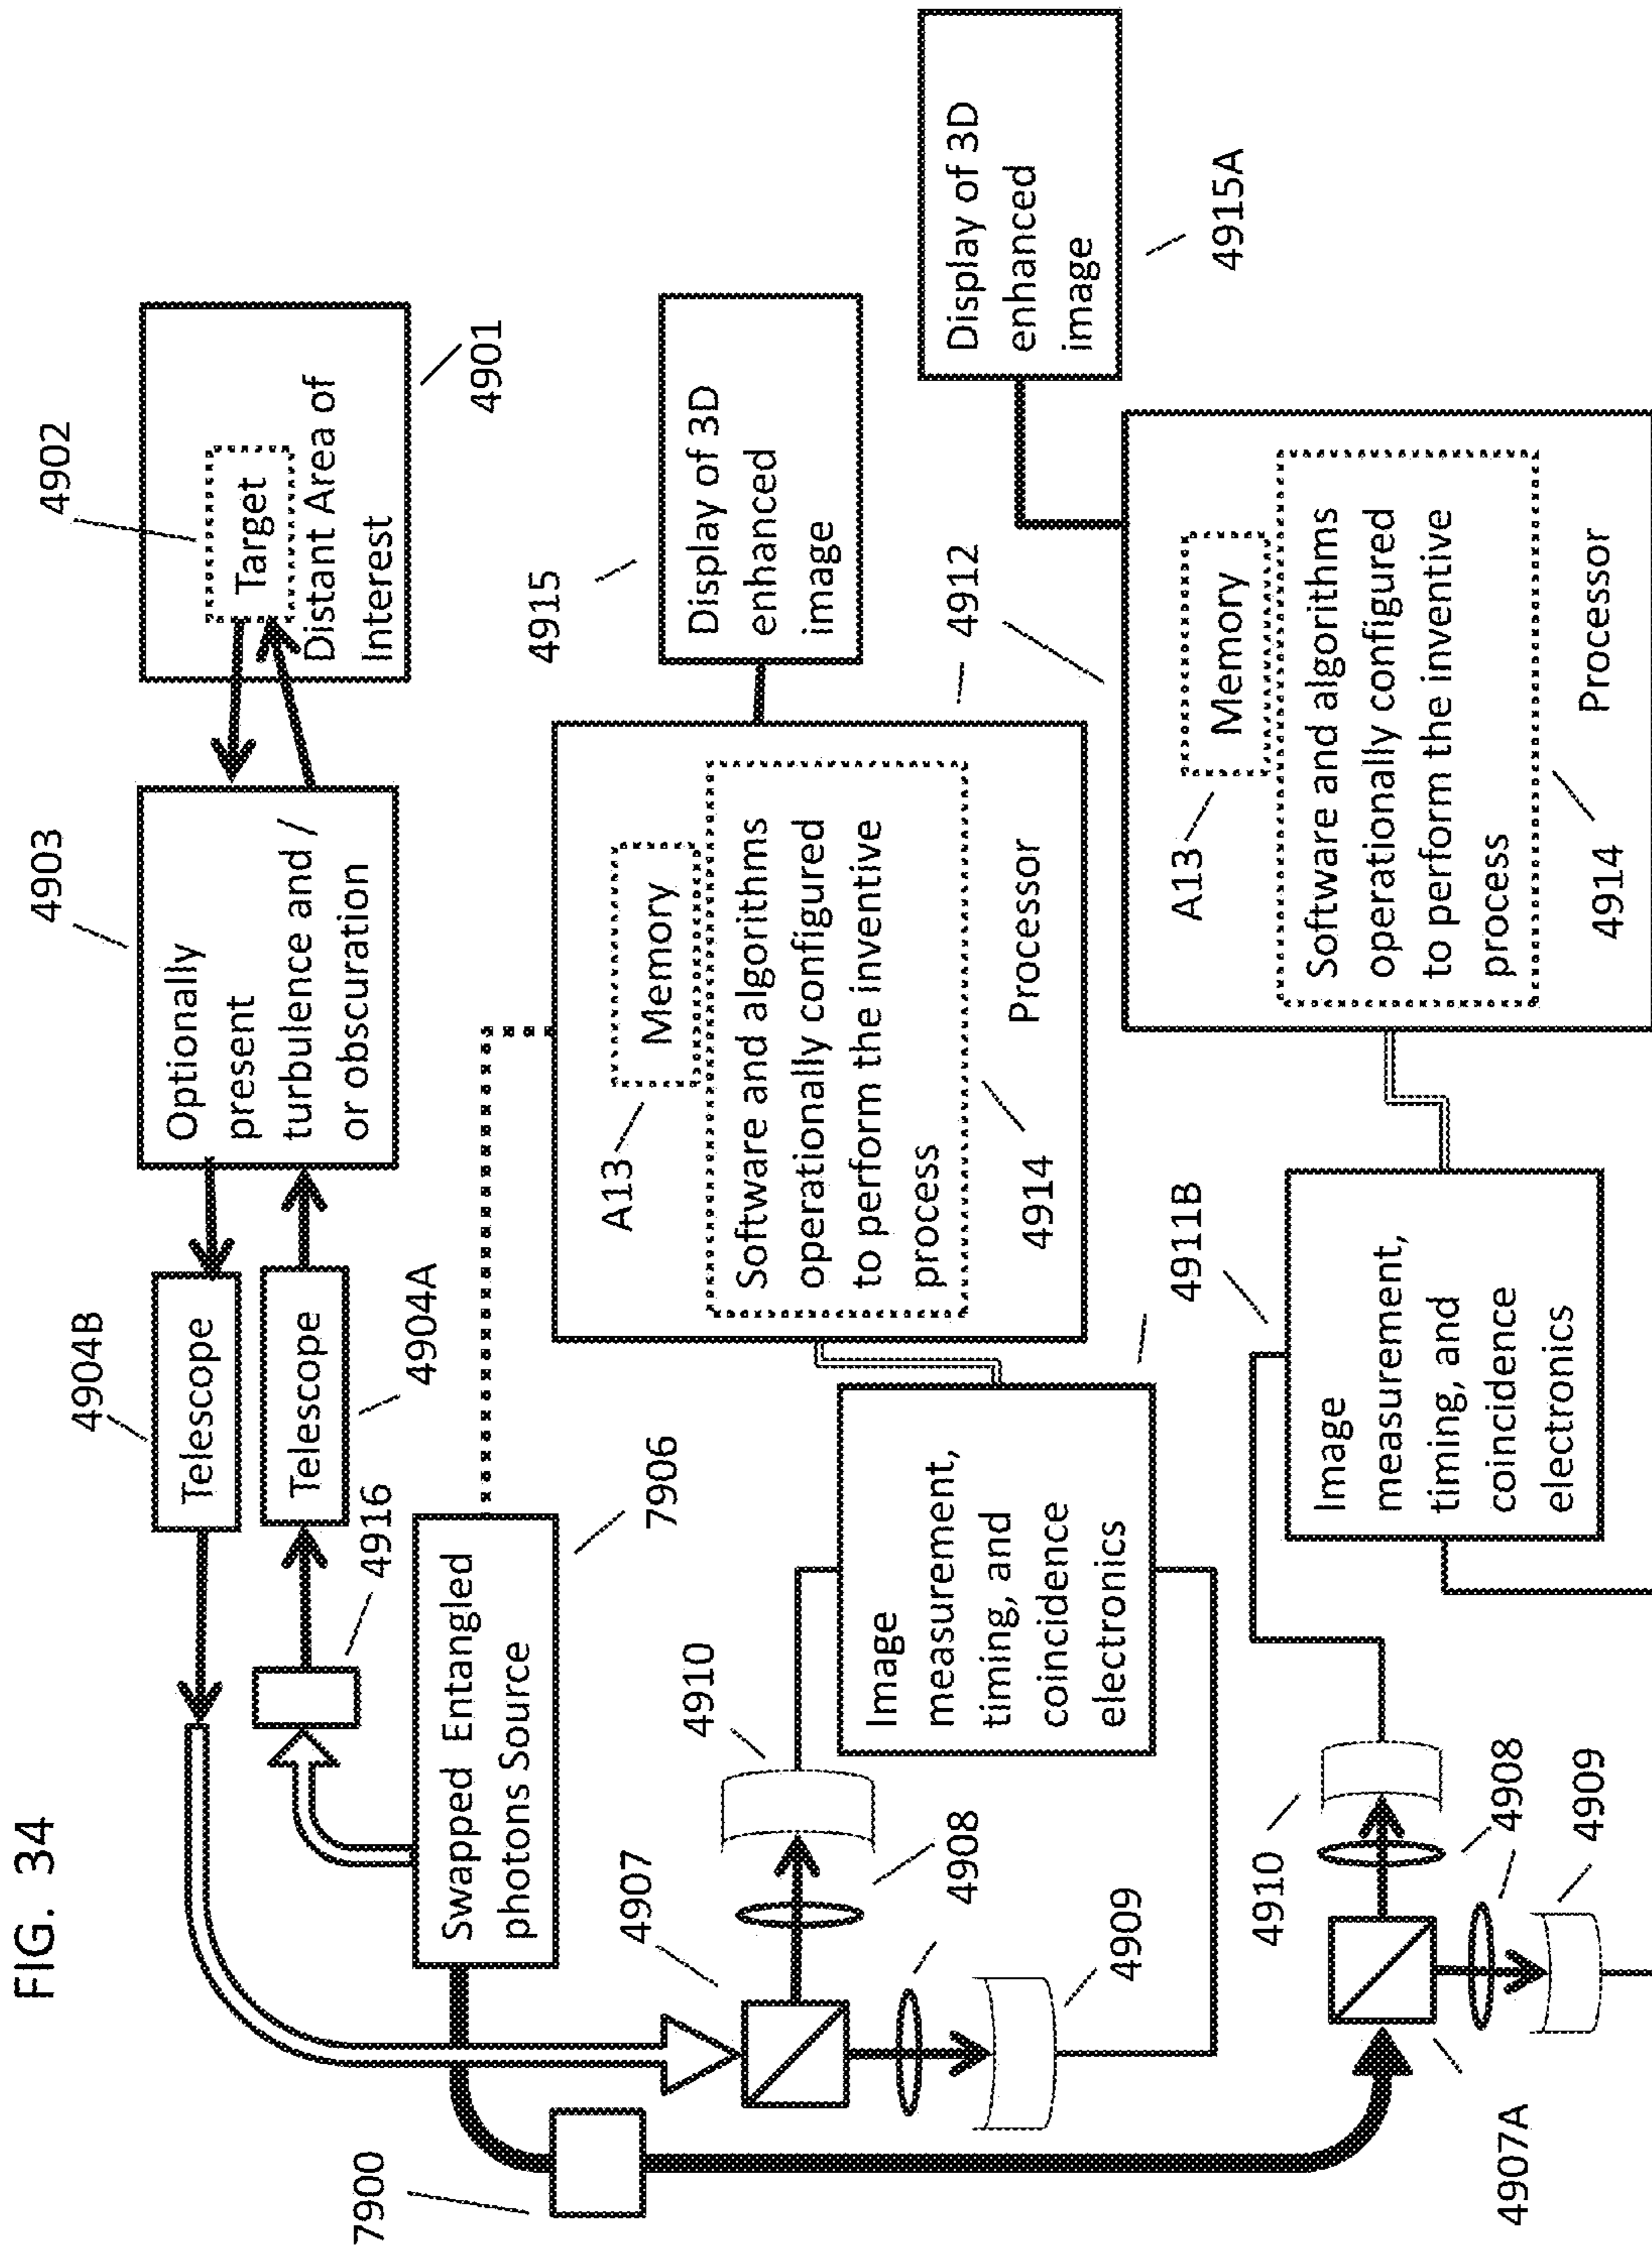 FIG. 34
4902
Target
Distant Area of
Interest
4901
4903
Optionally
present
turbulence and /
or obscuration
4904B
Telescope
Telescope
4904A
4916
Swapped Entangled
photons Source
7906
4915
Display of 3D
enhanced
image
4912
A13
Memory
Software and algorithms
operationally configured
to perform the inventive
process
4914
Processor
Display of 3D
enhanced
image
4915A
A13
Memory
Software and algorithms
operationally configured
to perform the inventive
process
4914
Processor
4907
4910
4908
4909
Image
measurement,
timing, and
coincidence
electronics
4911B
Image
measurement,
timing, and
coincidence
electronics
7900
4910
4908
4909
4907A